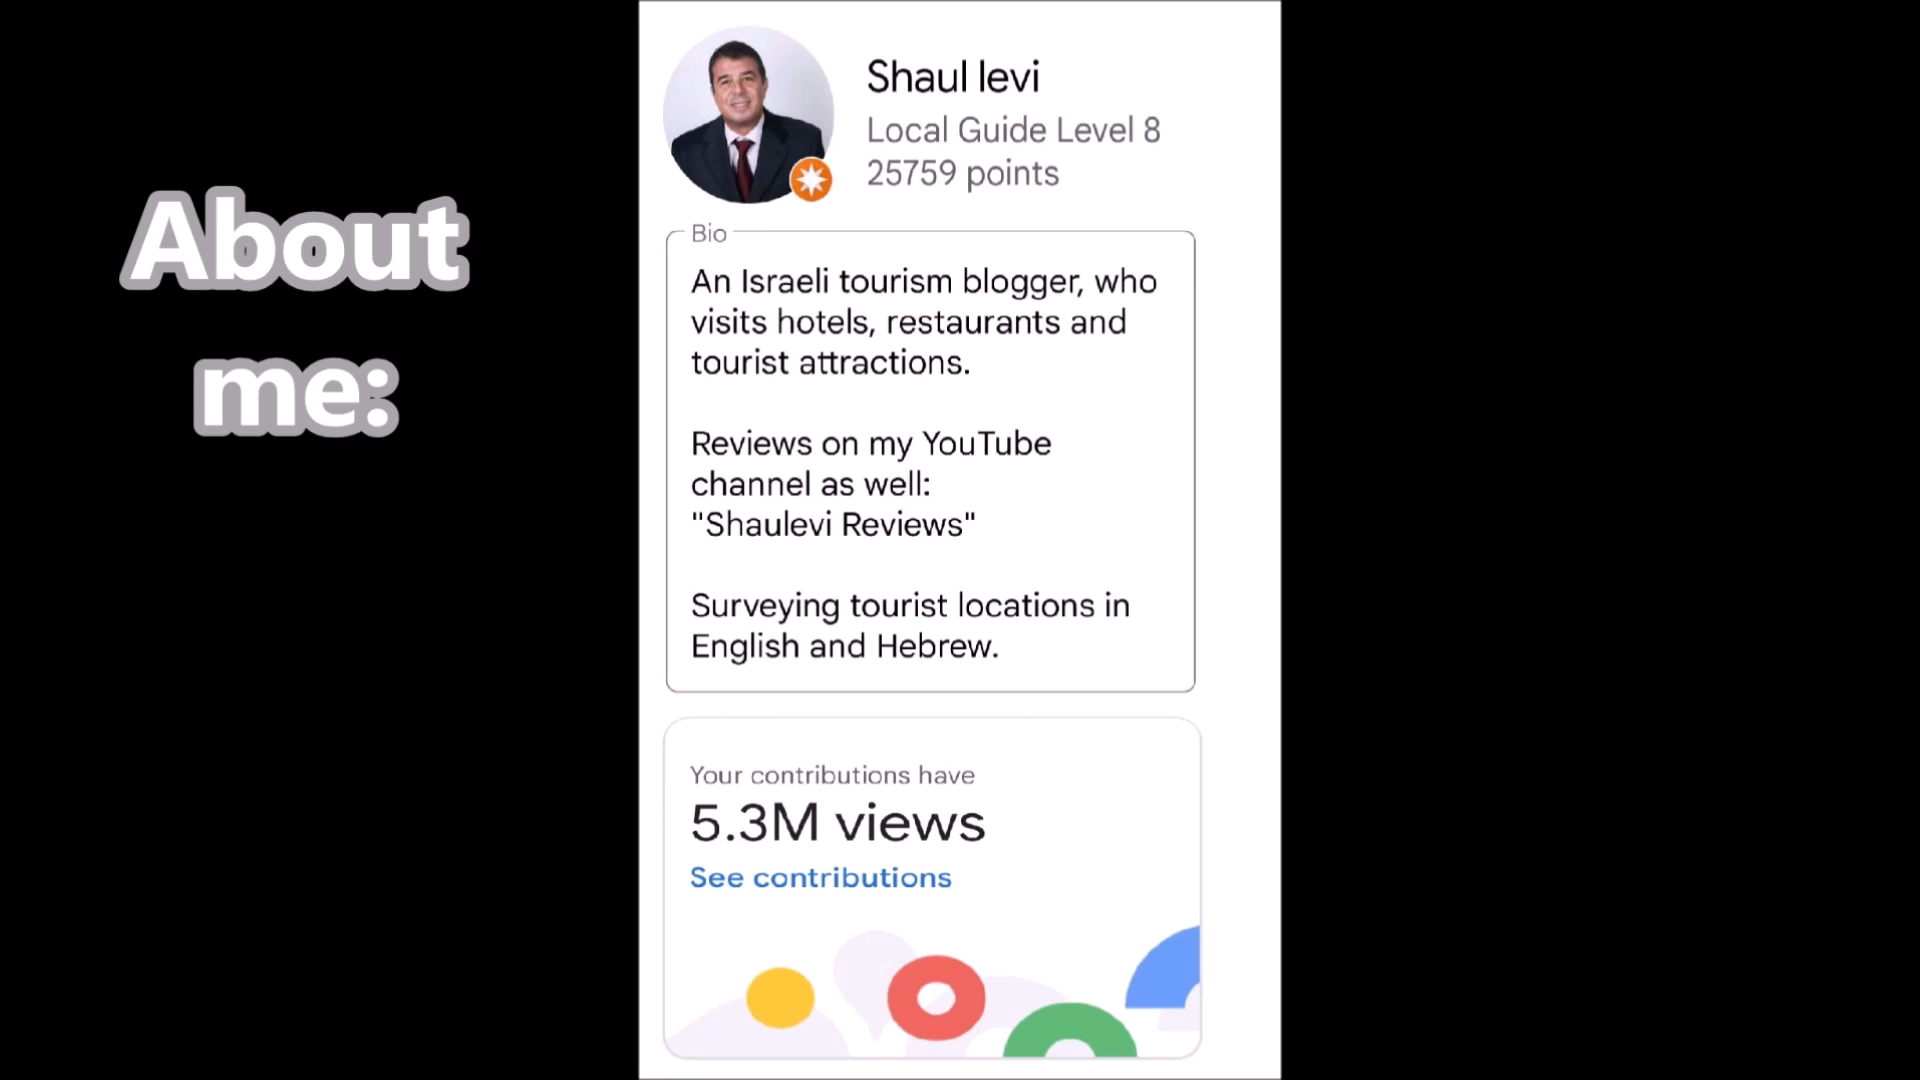 About
me:
Shaul levi
Local Guide Level 8
25759 points
Bio
An Israeli tourism blogger, who
visits hotels, restaurants and
tourist attractions.
Reviews on my YouTube
channel as well:
"Shaulevi Reviews"
Surveying tourist locations in
English and Hebrew.
Your contributions have
5.3M views
See contributions